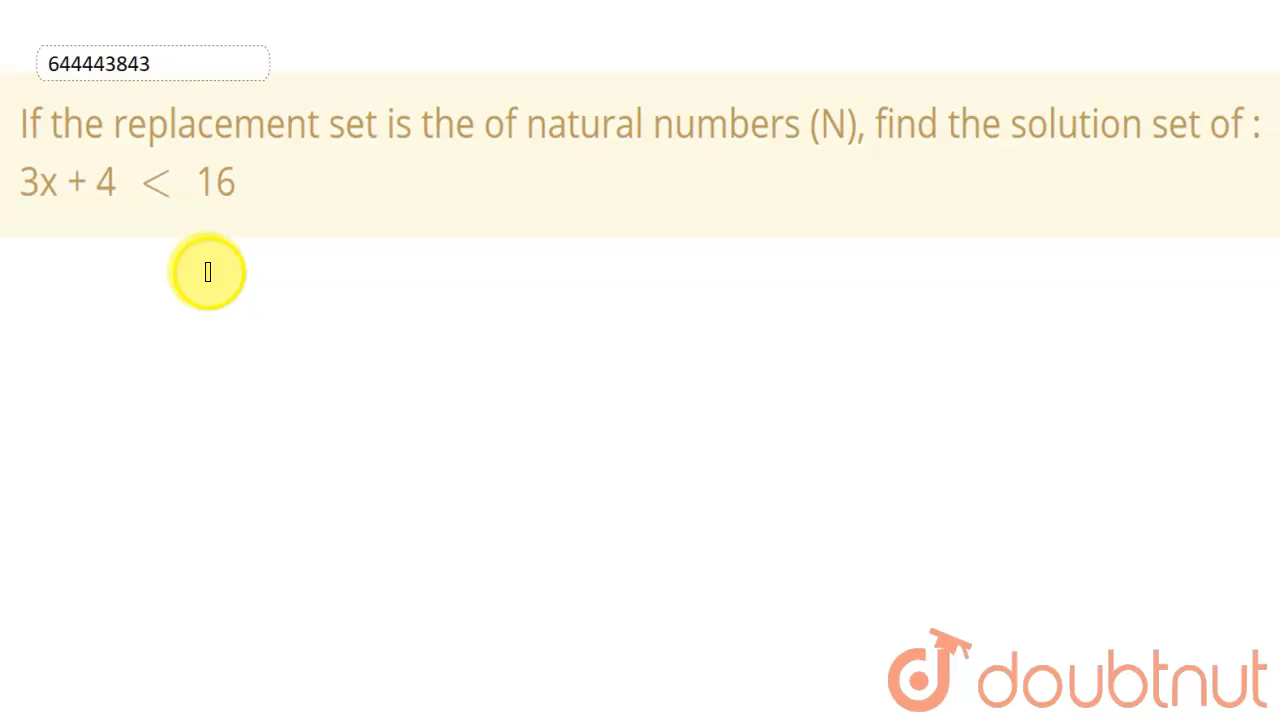 644443843
If the replacement set is the of natural numbers (N), find the solution set of :
3x + 4 < 16
doubtnut